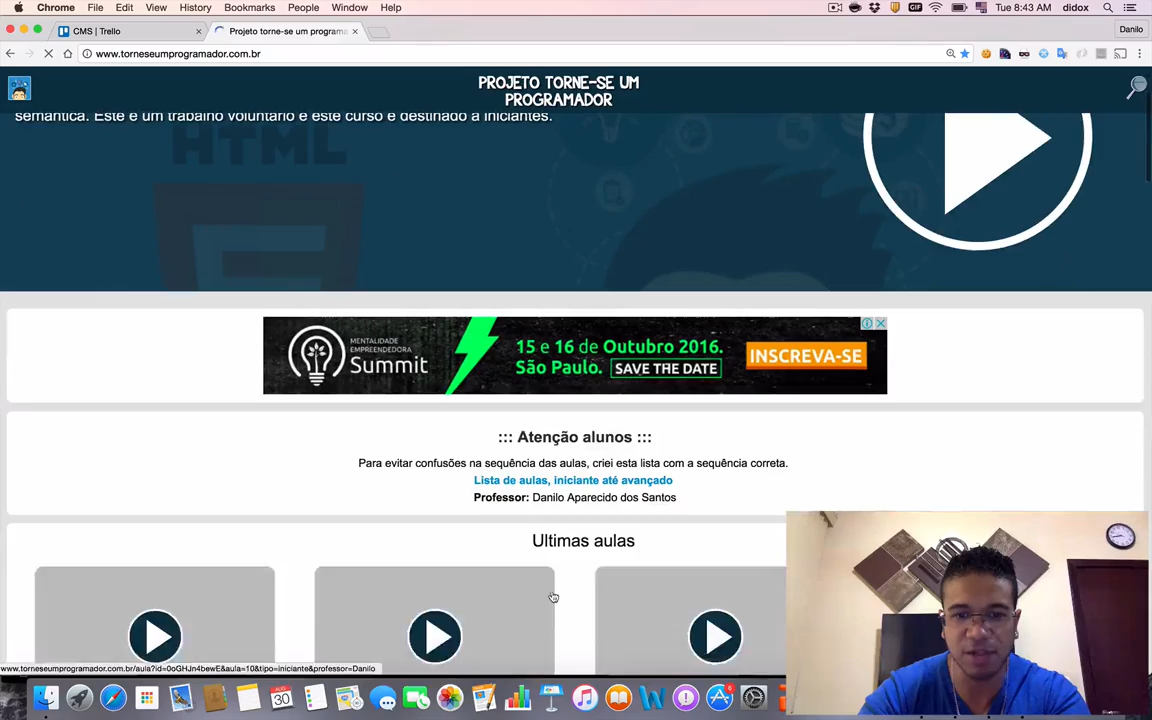 Chrome File Edit View History Bookmarks People Window Help
GIF
Tue 8:43 AM didox
CMS | Trello
Projeto torne-se um programa
Danilo
www.torneseumprogramador.com.br
PROJETO TORNE-SE UM
PROGRAMADOR
semântica. Este é um trabalho voluntário e este curso é destinado a iniciantes.
HTML
MENTALIDADE
EMPREENDEDORA
Summit
15 e 16 de Outubro 2016.
São Paulo. SAVE THE DATE
INSCREVA-SE
::: Atenção alunos :::
Para evitar confusões na sequência das aulas, criei esta lista com a sequência correta.
Lista de aulas, iniciante até avançado
Professor: Danilo Aparecido dos Santos
Ultimas aulas
www.torneseumprogramador.com.br/aula?id=0oGHJn4bewE&aula=10&tipo=iniciante&professor=Danilo
AUG
30